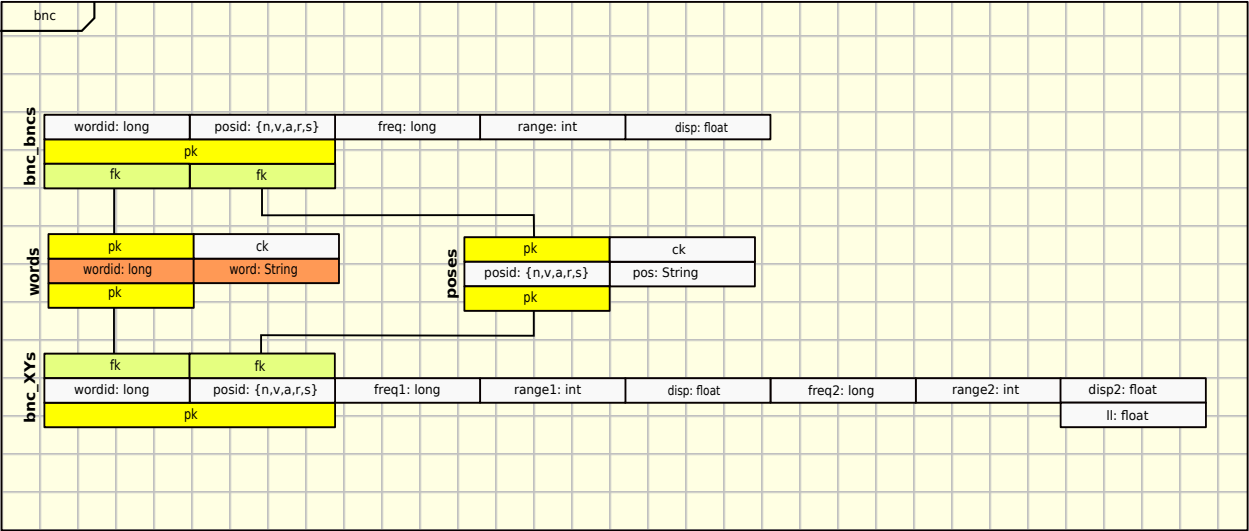 bnc
bnc_bncs
wordid: long posid: {n,v,a,r,s} freq: long range: int disp: float
pk
fk fk
words
pk ck
wordid: long word: String
pk
poses
pk ck
posid: {n,v,a,r,s} pos: String
pk
bnc_XYs
fk fk
wordid: long posid: {n,v,a,r,s} freq1: long range1: int disp: float freq2: long range2: int disp2: float
pk ll: float